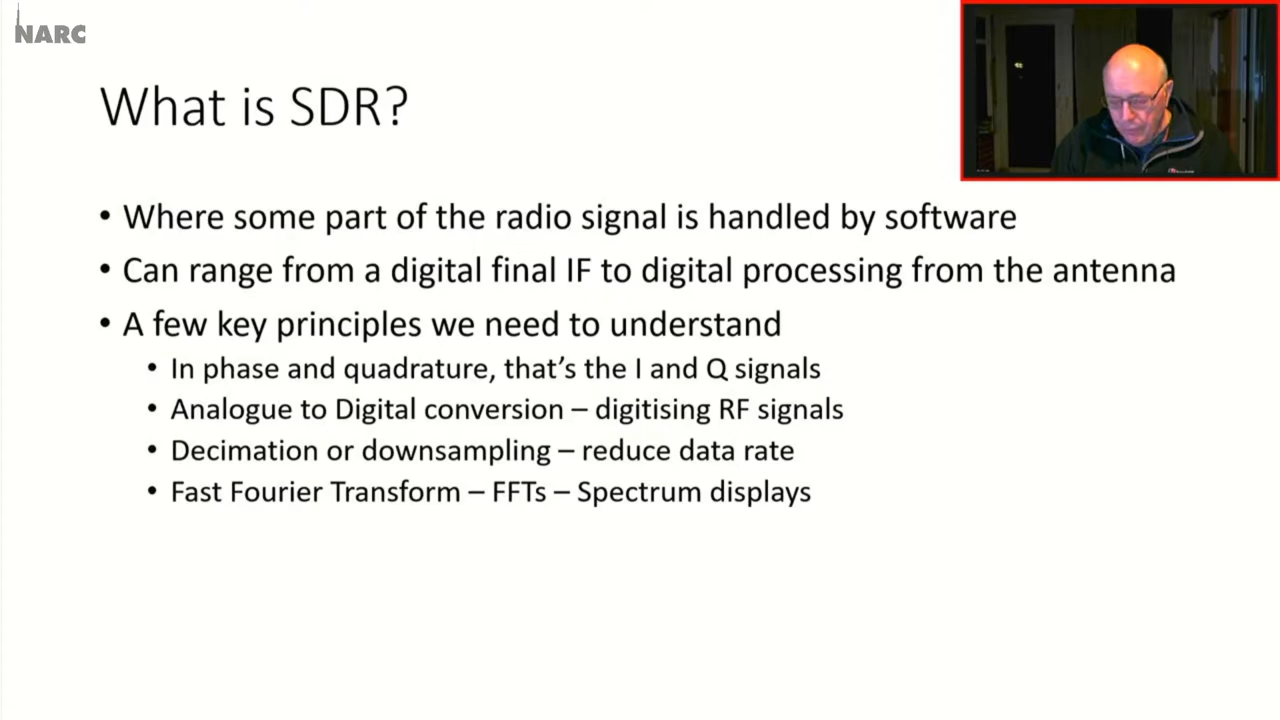 NARC
What is SDR?
• Where some part of the radio signal is handled by software
• Can range from a digital final IF to digital processing from the antenna
• A few key principles we need to understand
• In phase and quadrature, that's the I and Q signals
• Analogue to Digital conversion – digitising RF signals
• Decimation or downsampling – reduce data rate
• Fast Fourier Transform – FFTs – Spectrum displays